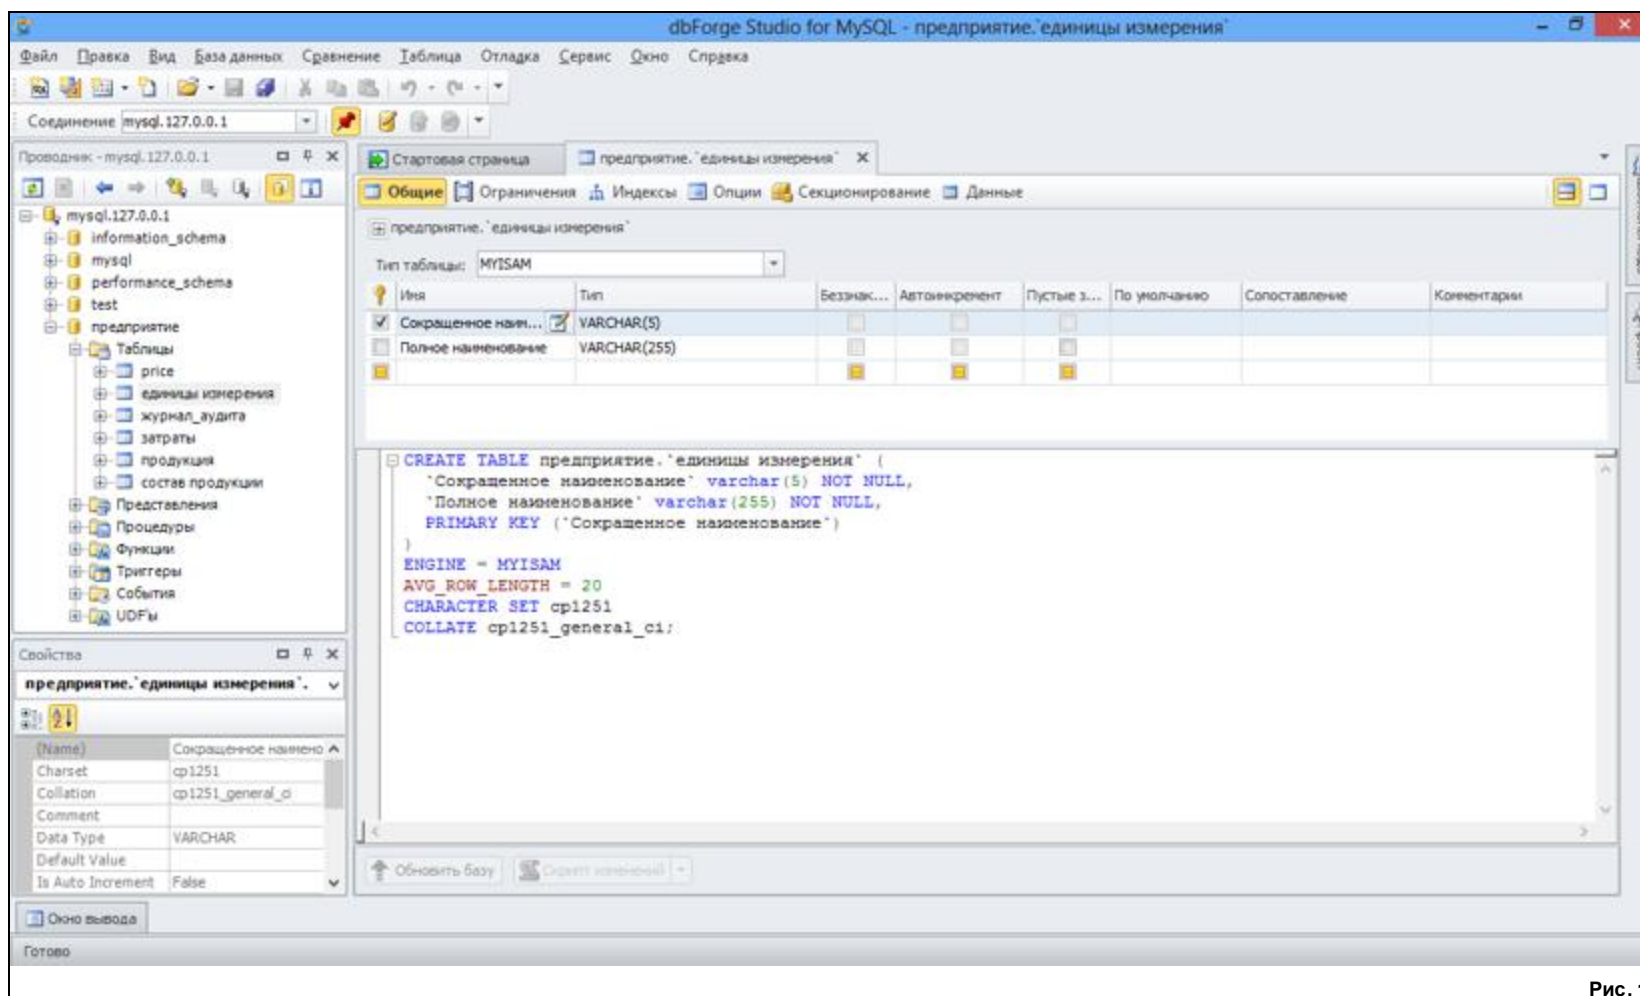 dbForge Studio for MySQL - предприятие.`единицы измерения`
Файл Правка Вид База данных Сравнение Таблица Отладка Сервис Окно Справка
Соединение mysql.127.0.0.1
Проводник - mysql.127.0.0.1
mysql.127.0.0.1
information_schema
mysql
performance_schema
test
предприятие
Таблицы
price
единицы измерения
журнал_аудита
затраты
продукция
состав продукции
Представления
Процедуры
Функции
Триггеры
События
UDF'ы
Свойства
предприятие.`единицы измерения`.
(Name) Сокращенное наимено
Charset cp1251
Collation cp1251_general_ci
Comment
Data Type VARCHAR
Default Value
Is Auto Increment False
Стартовая страница предприятие.`единицы измерения`
Общие Ограничения Индексы Опции Секционирование Данные
предприятие.`единицы измерения`
Тип таблицы: MYISAM
Имя Тип Беззнак... Автоинкремент Пустые з... По умолчанию Сопоставление Комментарии
Сокращенное наим... VARCHAR(5)
Полное наименование VARCHAR(255)
CREATE TABLE предприятие.`единицы измерения` (
`Сокращенное наименование` varchar(5) NOT NULL,
`Полное наименование` varchar(255) NOT NULL,
PRIMARY KEY (`Сокращенное наименование`)
)
ENGINE = MYISAM
AVG_ROW_LENGTH = 20
CHARACTER SET cp1251
COLLATE cp1251_general_ci;
Обновить базу Скрипт изменений
Окно вывода
Готово
Рис.